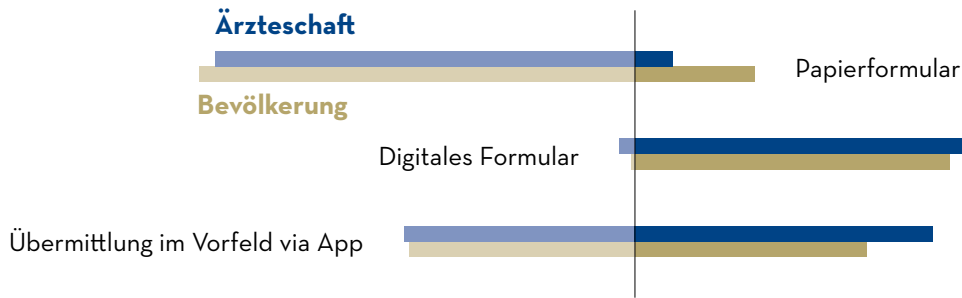 Ärzteschaft
Papierformular
Bevölkerung
Digitales Formular
Übermittlung im Vorfeld via App